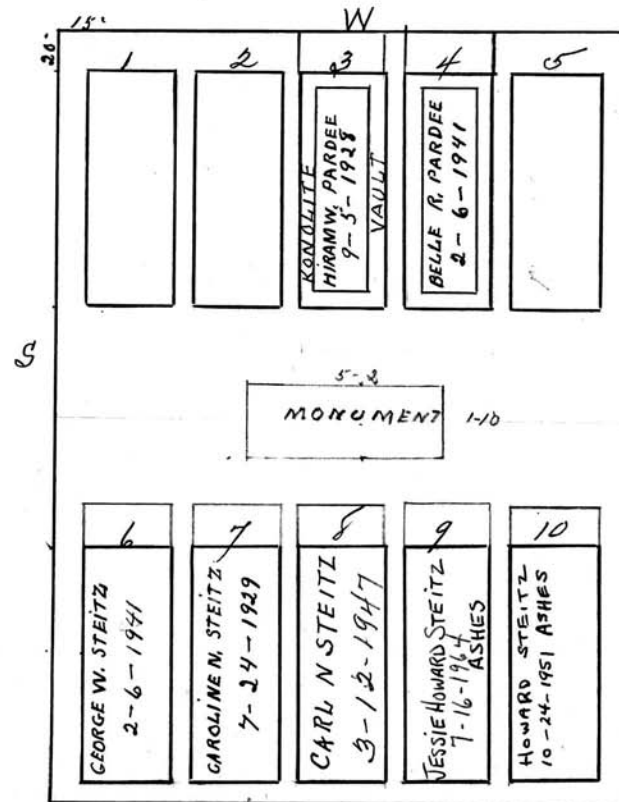 W
15'
20'
1
2
3
4
5
KONOLITE
HIRAM W. PARDEE
9-5-1928
VAULT
BELLE R. PARDEE
2-6-1941
S
5-2
MONUMENT
1-10
6
7
8
9
10
GEORGE W. STEITZ
2-6-1941
CAROLINE N. STEITZ
7-24-1929
CARL N STEITZ
3-12-1947
JESSIE HOWARD STEITZ
7-16-1964
ASHES
HOWARD STEITZ
10-24-1951 ASHES